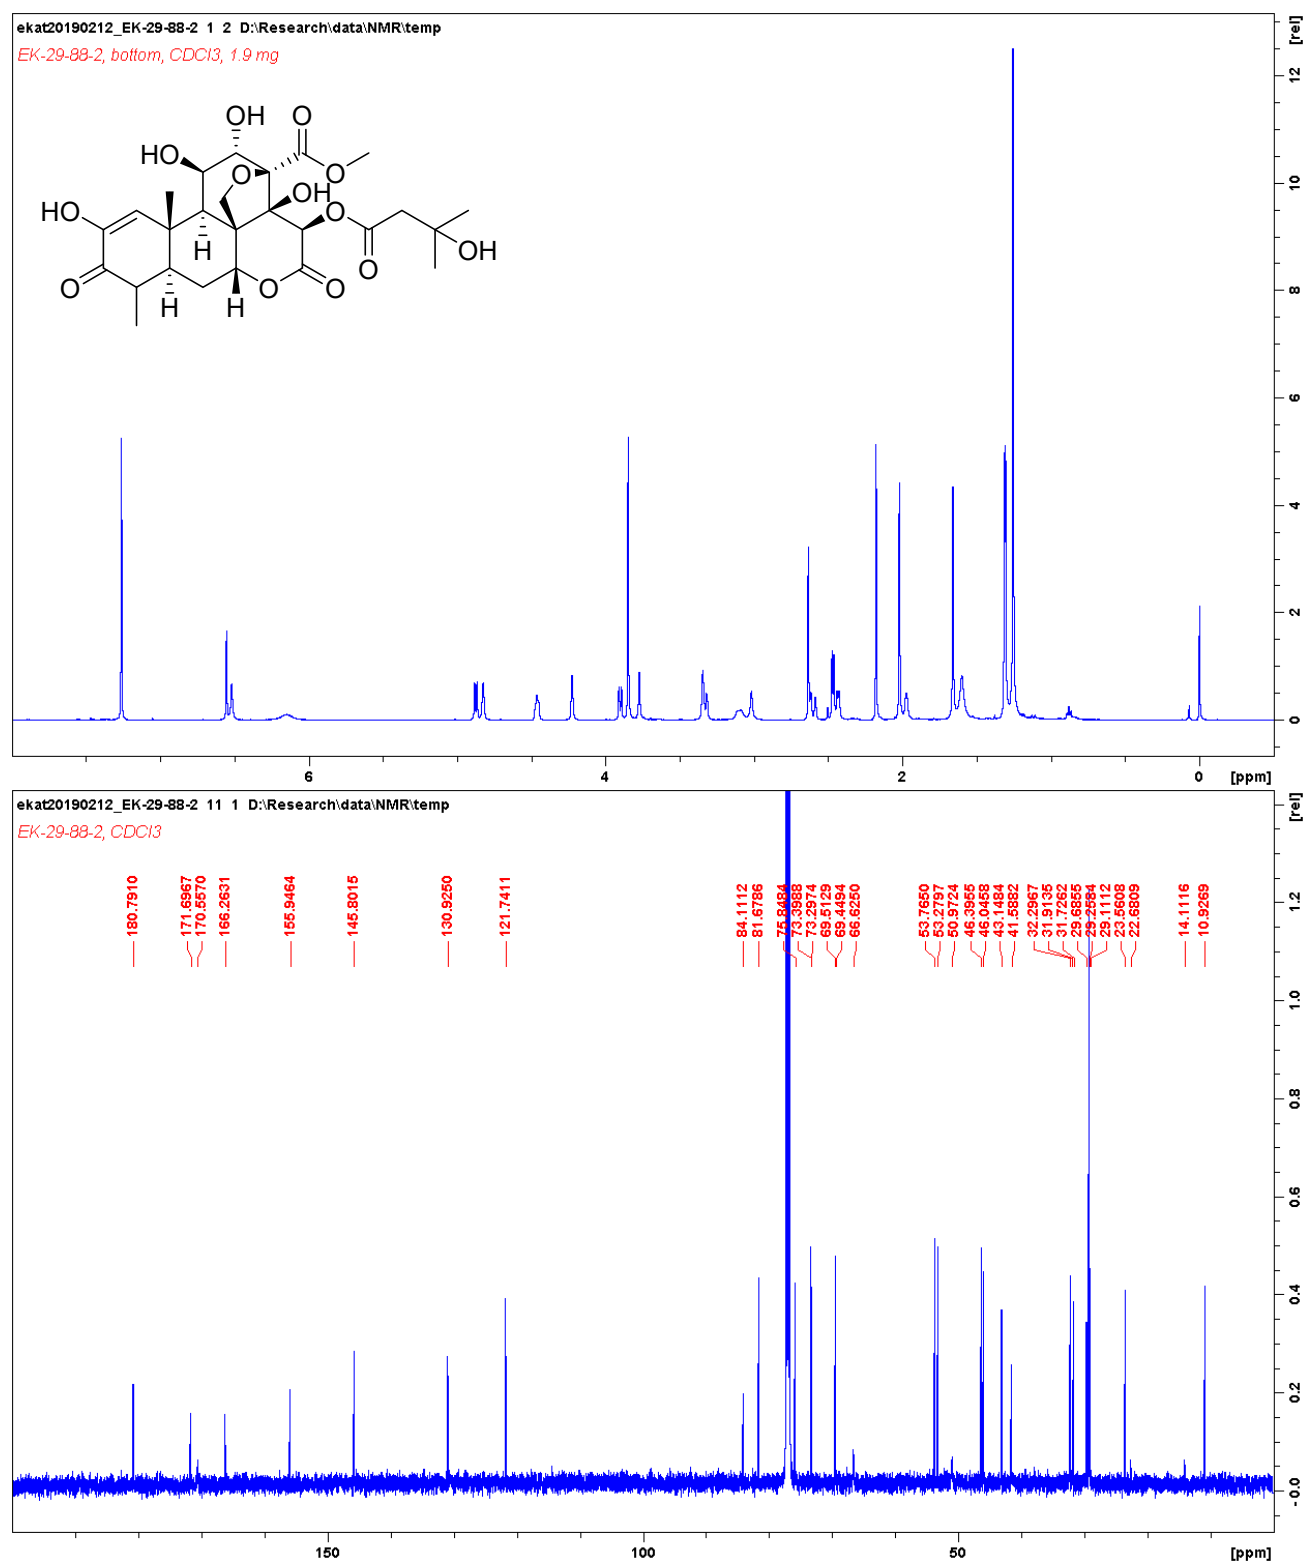 ekat20190212_EK-29-88-2 1 2 D:\Research\data\NMR\temp
EK-29-88-2, bottom, CDCl3, 1.9 mg
OH
O
HO
O
O
OH
HO
O
O
OH
O
O
H
H
H
O
O
[rel]
12
10
8
6
4
2
0
6
4
2
0
[ppm]
ekat20190212_EK-29-88-2 11 1 D:\Research\data\NMR\temp
EK-29-88-2, CDCl3
180.7910
171.6967
170.5570
166.2631
155.9464
145.8015
130.9250
121.7411
84.1112
81.6786
75.8484
73.3988
73.2974
69.5129
69.4494
66.6250
53.7650
53.2797
50.9724
46.3955
46.0458
43.1484
41.5882
32.2967
31.9135
31.7262
29.6855
29.2584
29.1112
23.5608
22.6809
14.1116
10.9269
[rel]
1.2
1.0
0.8
0.6
0.4
0.2
-0.0
150
100
50
[ppm]